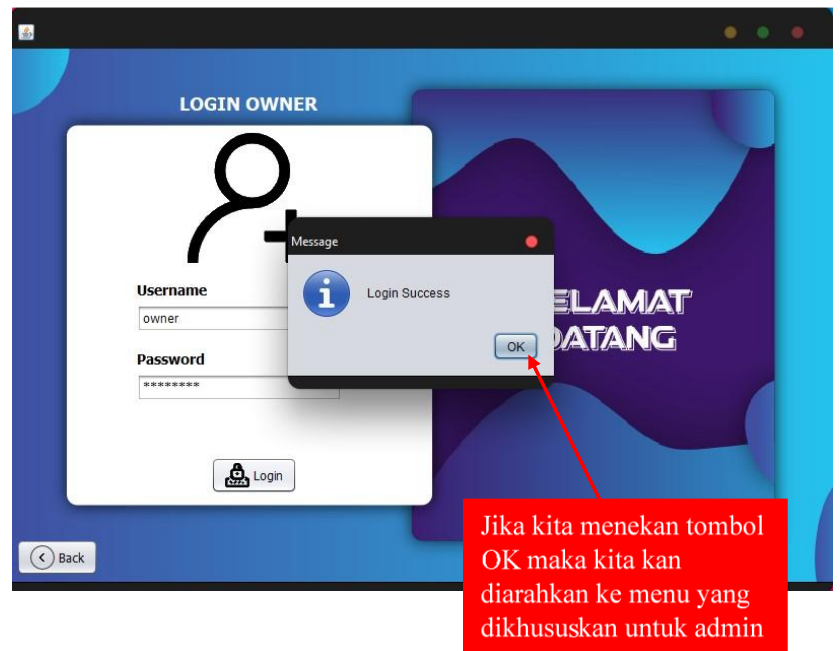 LOGIN OWNER
Message
Login Success
OK
Username
owner
Password
********
Login
ELAMAT
DATANG
Back
Jika kita menekan tombol
OK maka kita kan
diarahkan ke menu yang
dikhususkan untuk admin